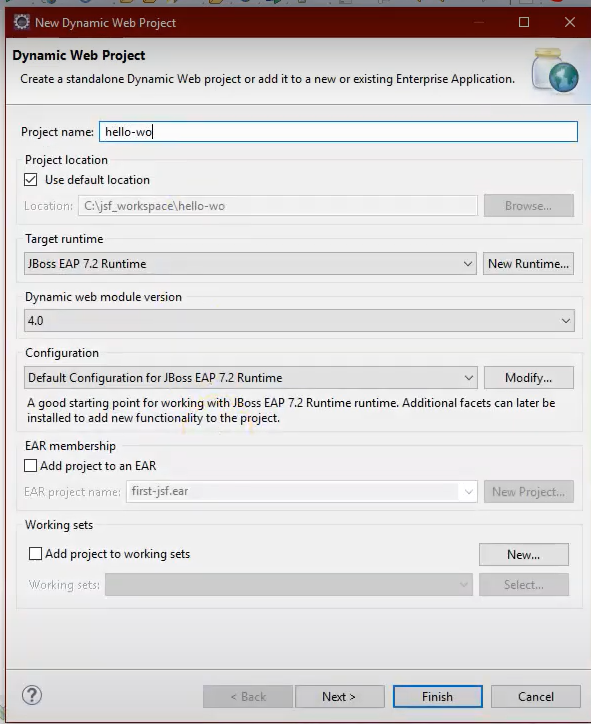 New Dynamic Web Project
Dynamic Web Project
Create a standalone Dynamic Web project or add it to a new or existing Enterprise Application.
Project name: hello-wo
Project location
Use default location
Location: C:\jsf_workspace\hello-wo Browse...
Target runtime
JBoss EAP 7.2 Runtime New Runtime...
Dynamic web module version
4.0
Configuration
Default Configuration for JBoss EAP 7.2 Runtime Modify...
A good starting point for working with JBoss EAP 7.2 Runtime runtime. Additional facets can later be
installed to add new functionality to the project.
EAR membership
Add project to an EAR
EAR project name: first-jsf.ear New Project...
Working sets
Add project to working sets New...
Working sets: Select...
? < Back Next > Finish Cancel